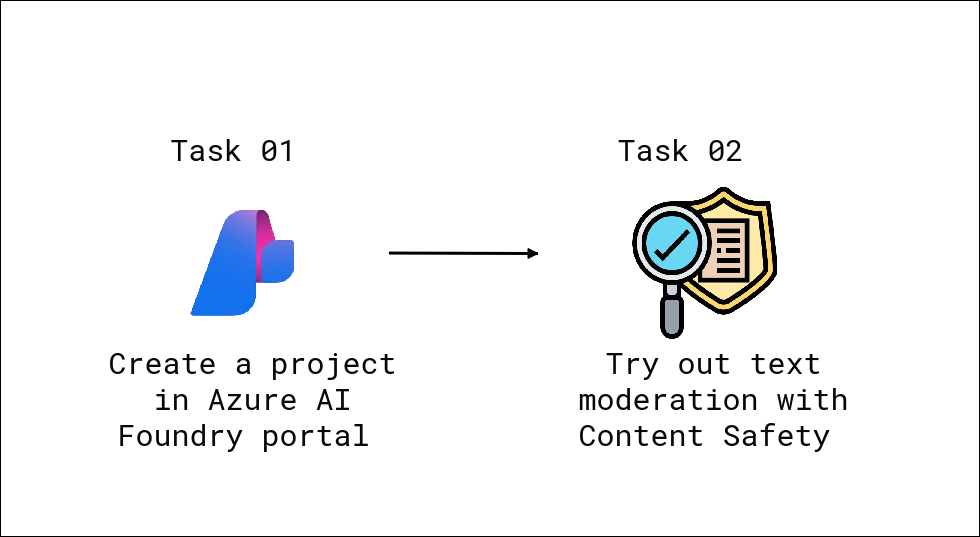 Task 01
Task 02
Create a project
in Azure AI
Foundry portal
Try out text
moderation with
Content Safety